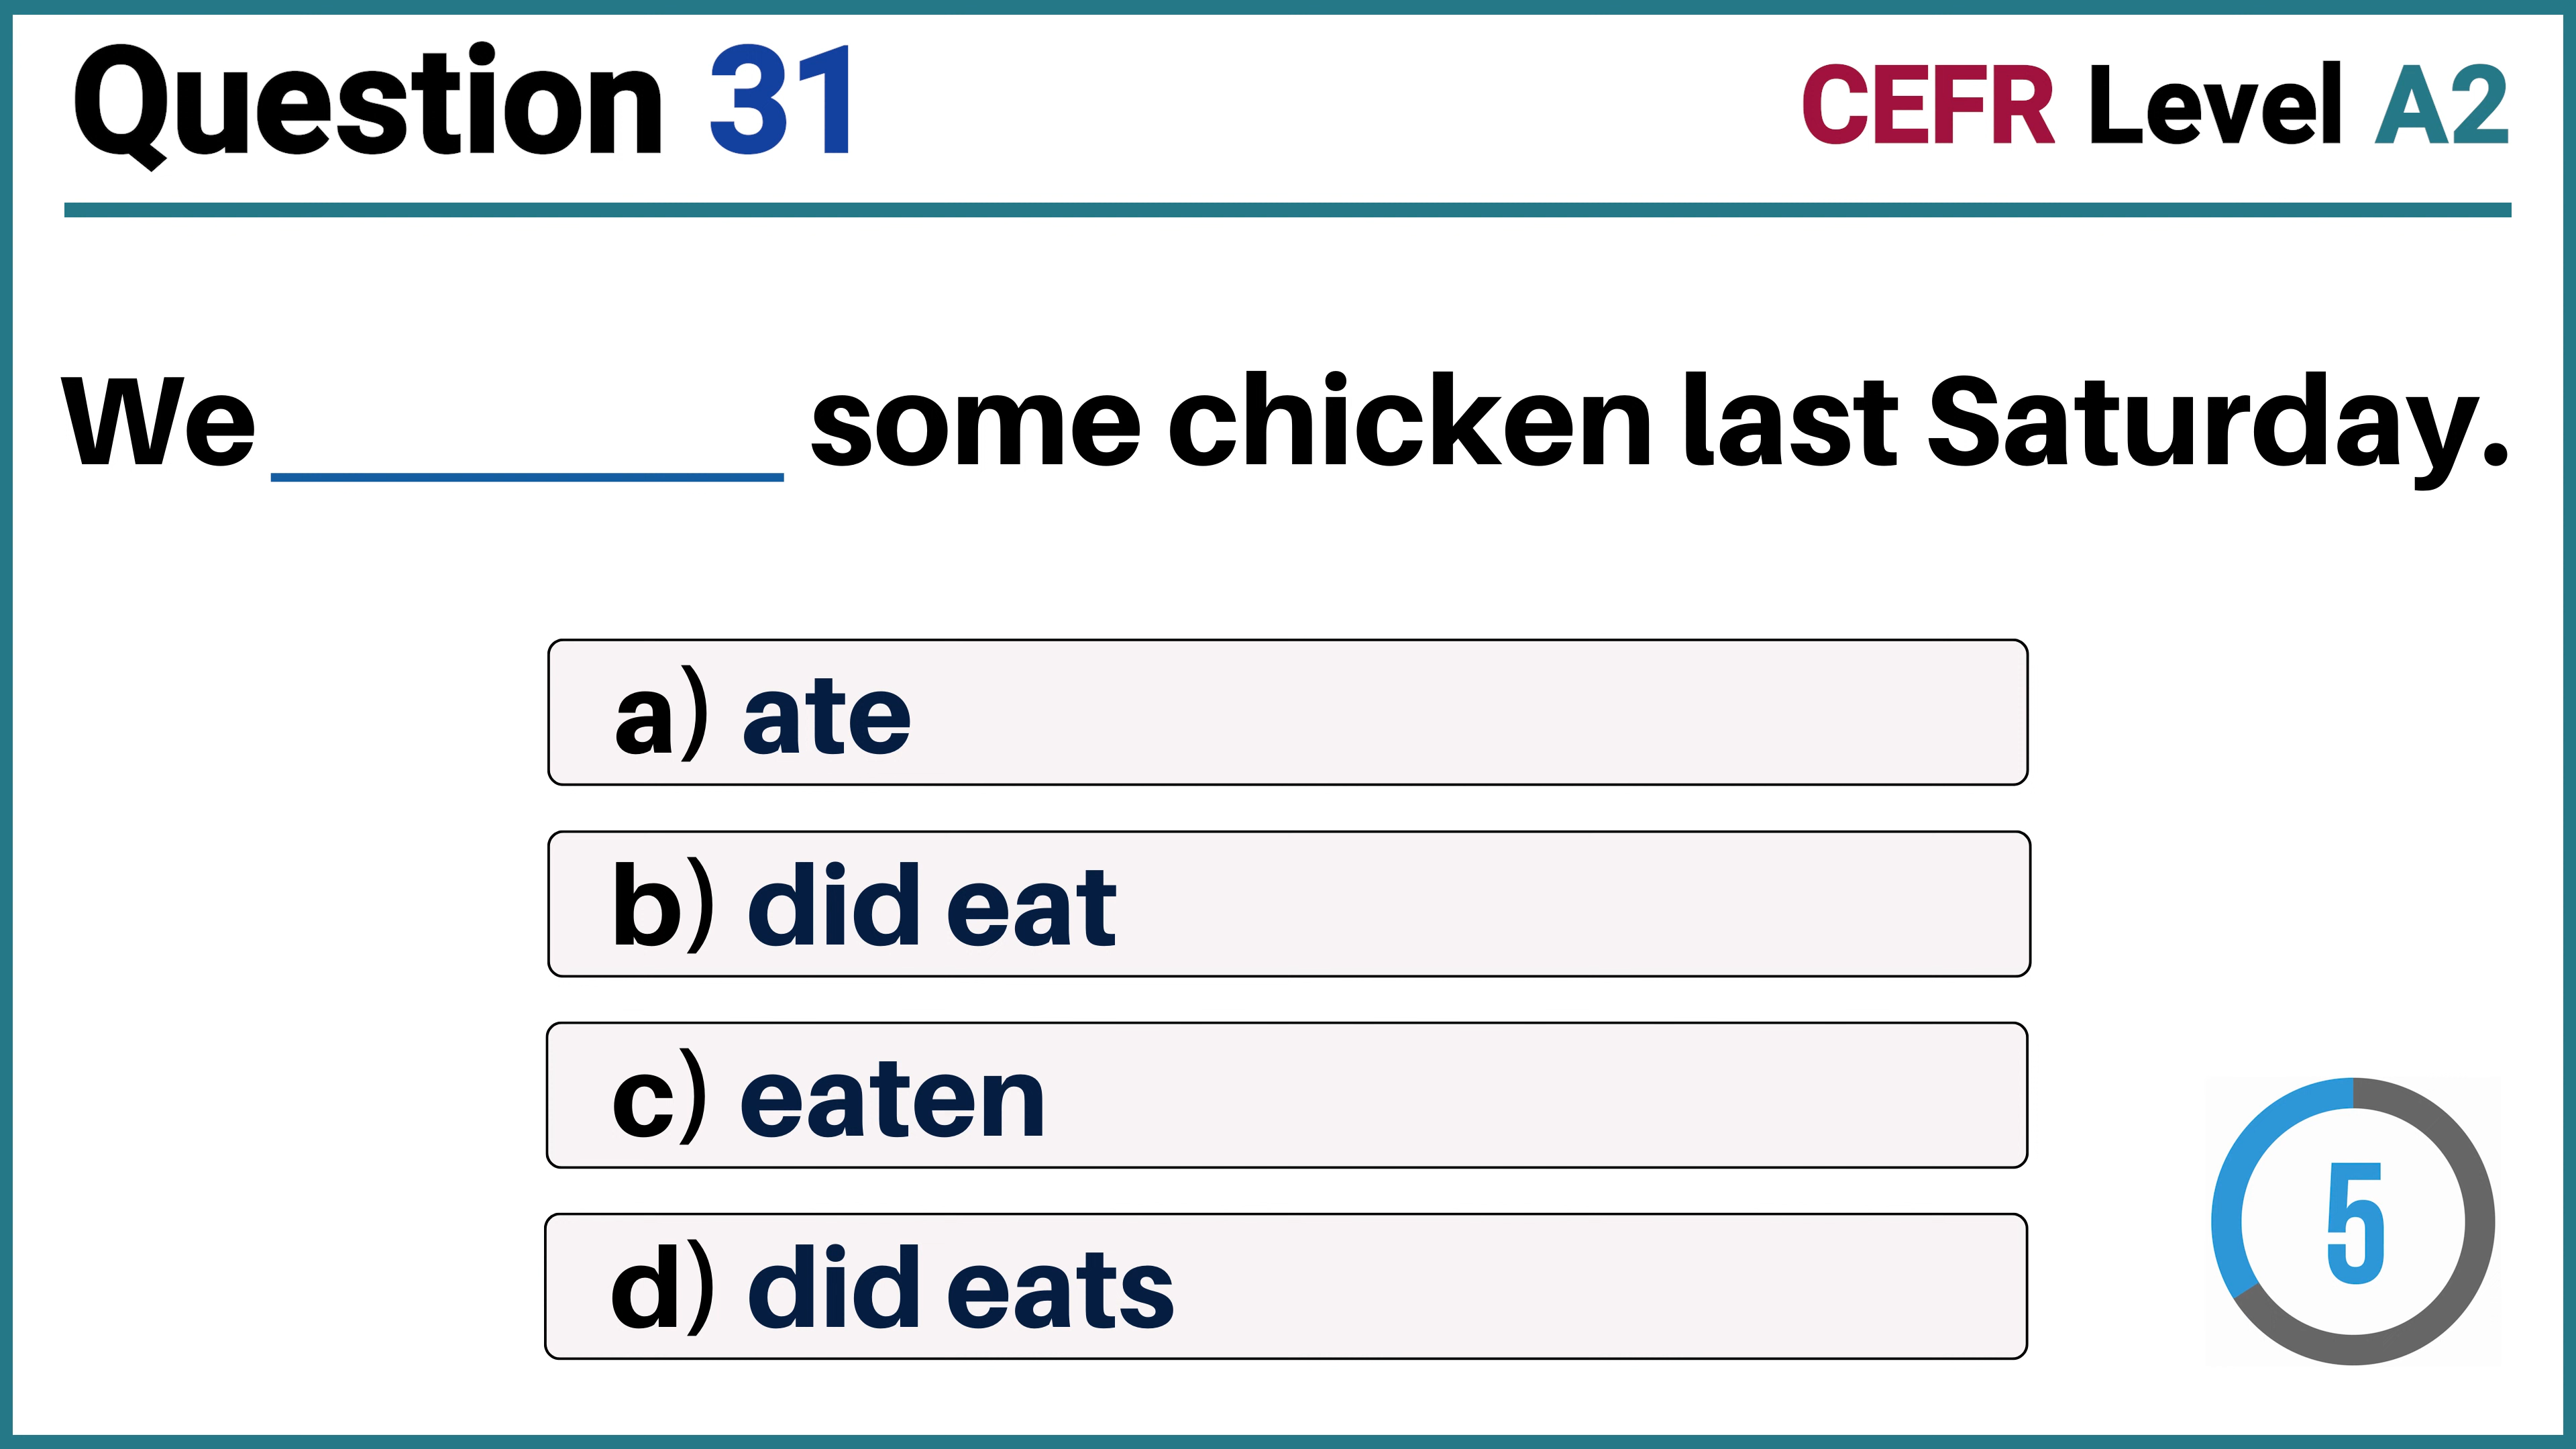 Question 31
CEFR Level A2
We ________ some chicken last Saturday.
a) ate
b) did eat
c) eaten
d) did eats
5